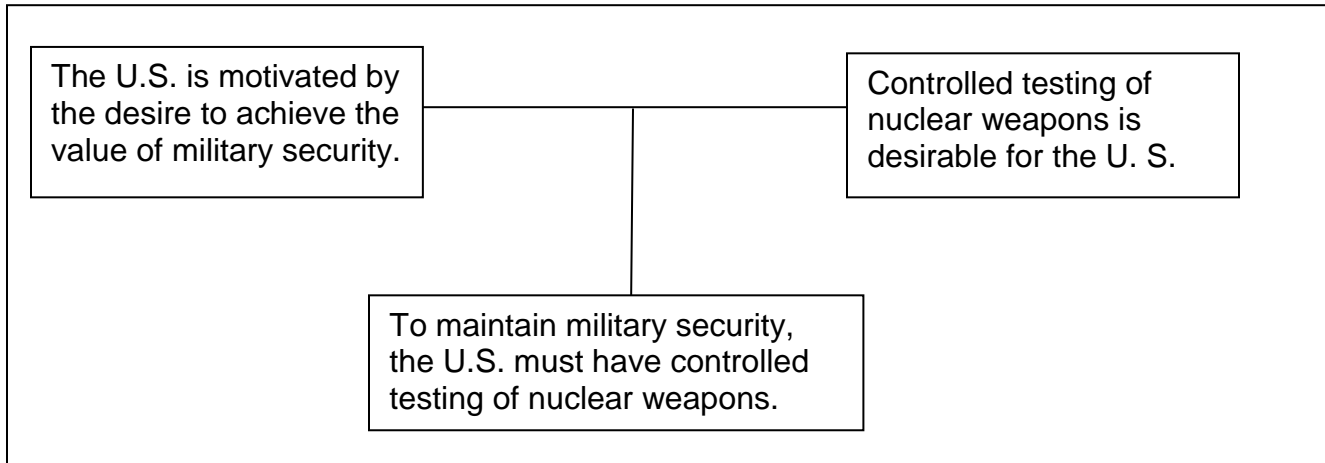 The U.S. is motivated by
the desire to achieve the
value of military security.
Controlled testing of
nuclear weapons is
desirable for the U. S.
To maintain military security,
the U.S. must have controlled
testing of nuclear weapons.